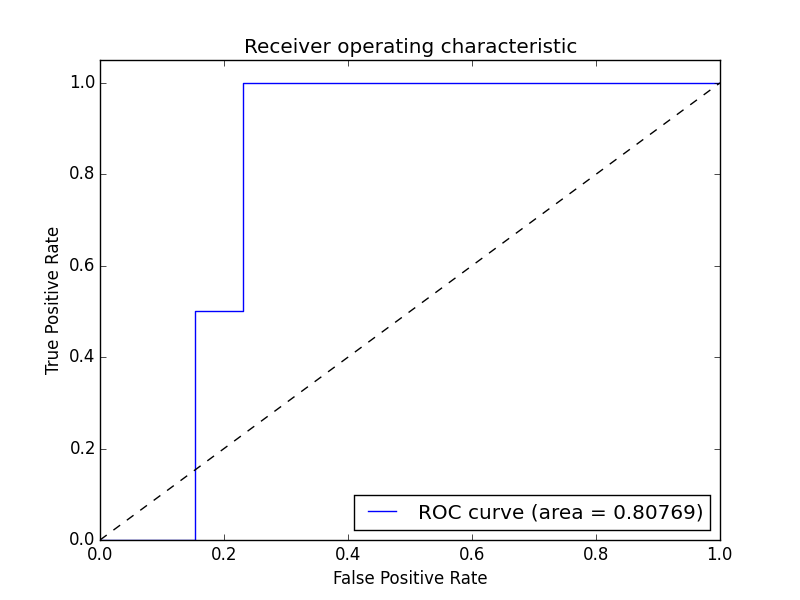 Receiver operating characteristic
1.0
0.8
0.6
0.4
0.2
0.0
True Positive Rate
ROC curve (area = 0.80769)
0.0 0.2 0.4 0.6 0.8 1.0
False Positive Rate